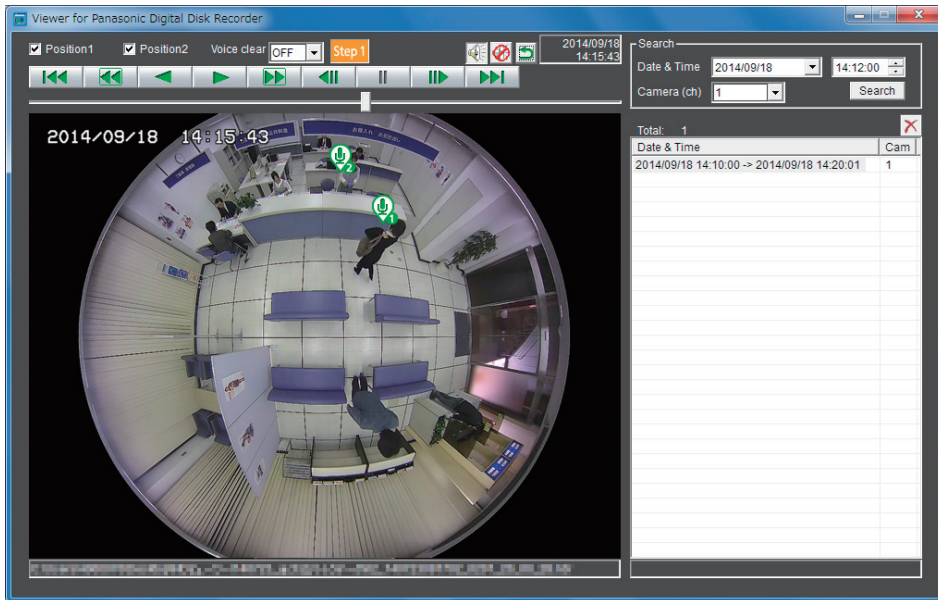 Viewer for Panasonic Digital Disk Recorder
Position1
Position2
Voice clear
OFF
Step1
2014/09/18
14:15:43
Search
Date & Time
2014/09/18
14:12:00
Camera (ch)
1
Search
2014/09/18 14:15:43
2
1
Total: 1
Date & Time
Cam
2014/09/18 14:10:00 -> 2014/09/18 14:20:01
1